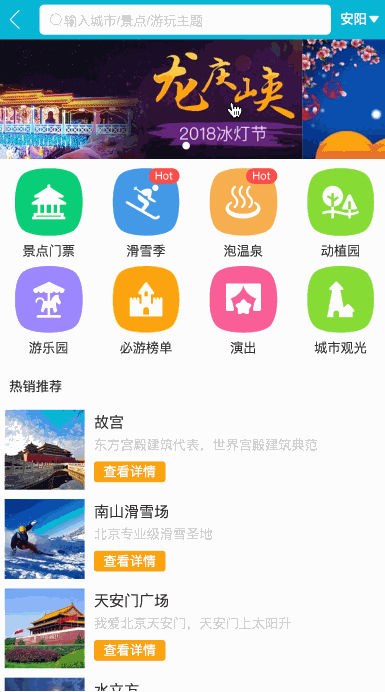 输入城市/景点/游玩主题
安阳
龙庆峡
2018冰灯节
Hot
Hot
景点门票
滑雪季
泡温泉
动植园
游乐园
必游榜单
演出
城市观光
热销推荐
故宫
东方宫殿建筑代表，世界宫殿建筑典范
查看详情
南山滑雪场
北京专业级滑雪圣地
查看详情
天安门广场
我爱北京天安门，天安门上太阳升
查看详情
水立方